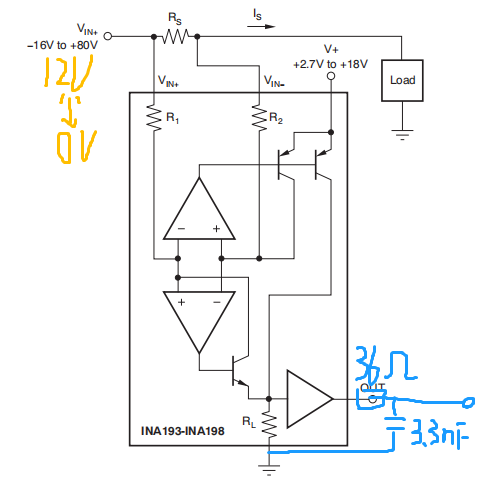 RS
IS
VIN+
−16V to +80V
V+
+2.7V to +18V
12V
0V
VIN+
VIN-
Load
R1
R2
−
+
+
−
36Ω
OUT
3.3nF
RL
INA193-INA198